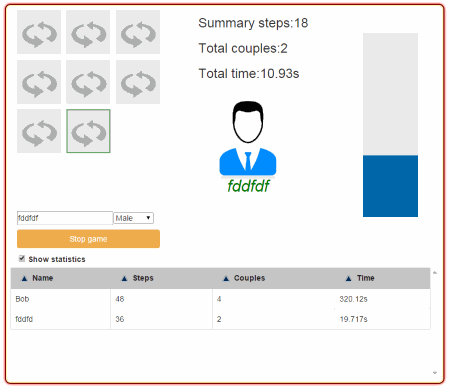 Summary steps:18
Total couples:2
Total time:10.93s
fddfdf
fddfdf Male
Stop game
Show statistics
Name Steps Couples Time
Bob 48 4 320.12s
fddfd 36 2 19.717s